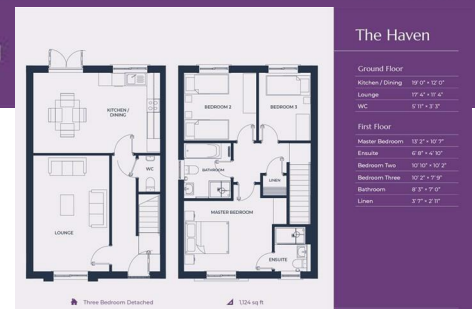 The Haven
Ground Floor
Kitchen / Dining 19' 0" × 12' 0"
Lounge 17' 4" × 11' 4"
WC 5' 11" × 3' 3"
First Floor
Master Bedroom 13' 2" × 10' 7"
Ensuite 6' 8" × 4' 10"
Bedroom Two 10' 10" × 10' 2"
Bedroom Three 10' 2" × 7' 9"
Bathroom 8' 3" × 7' 0"
Linen 3' 7" × 2' 11"
KITCHEN /
DINING
WC
LOUNGE
BEDROOM 2
BEDROOM 3
BATHROOM
LINEN
MASTER BEDROOM
ENSUITE
Three Bedroom Detached
1,124 sq ft